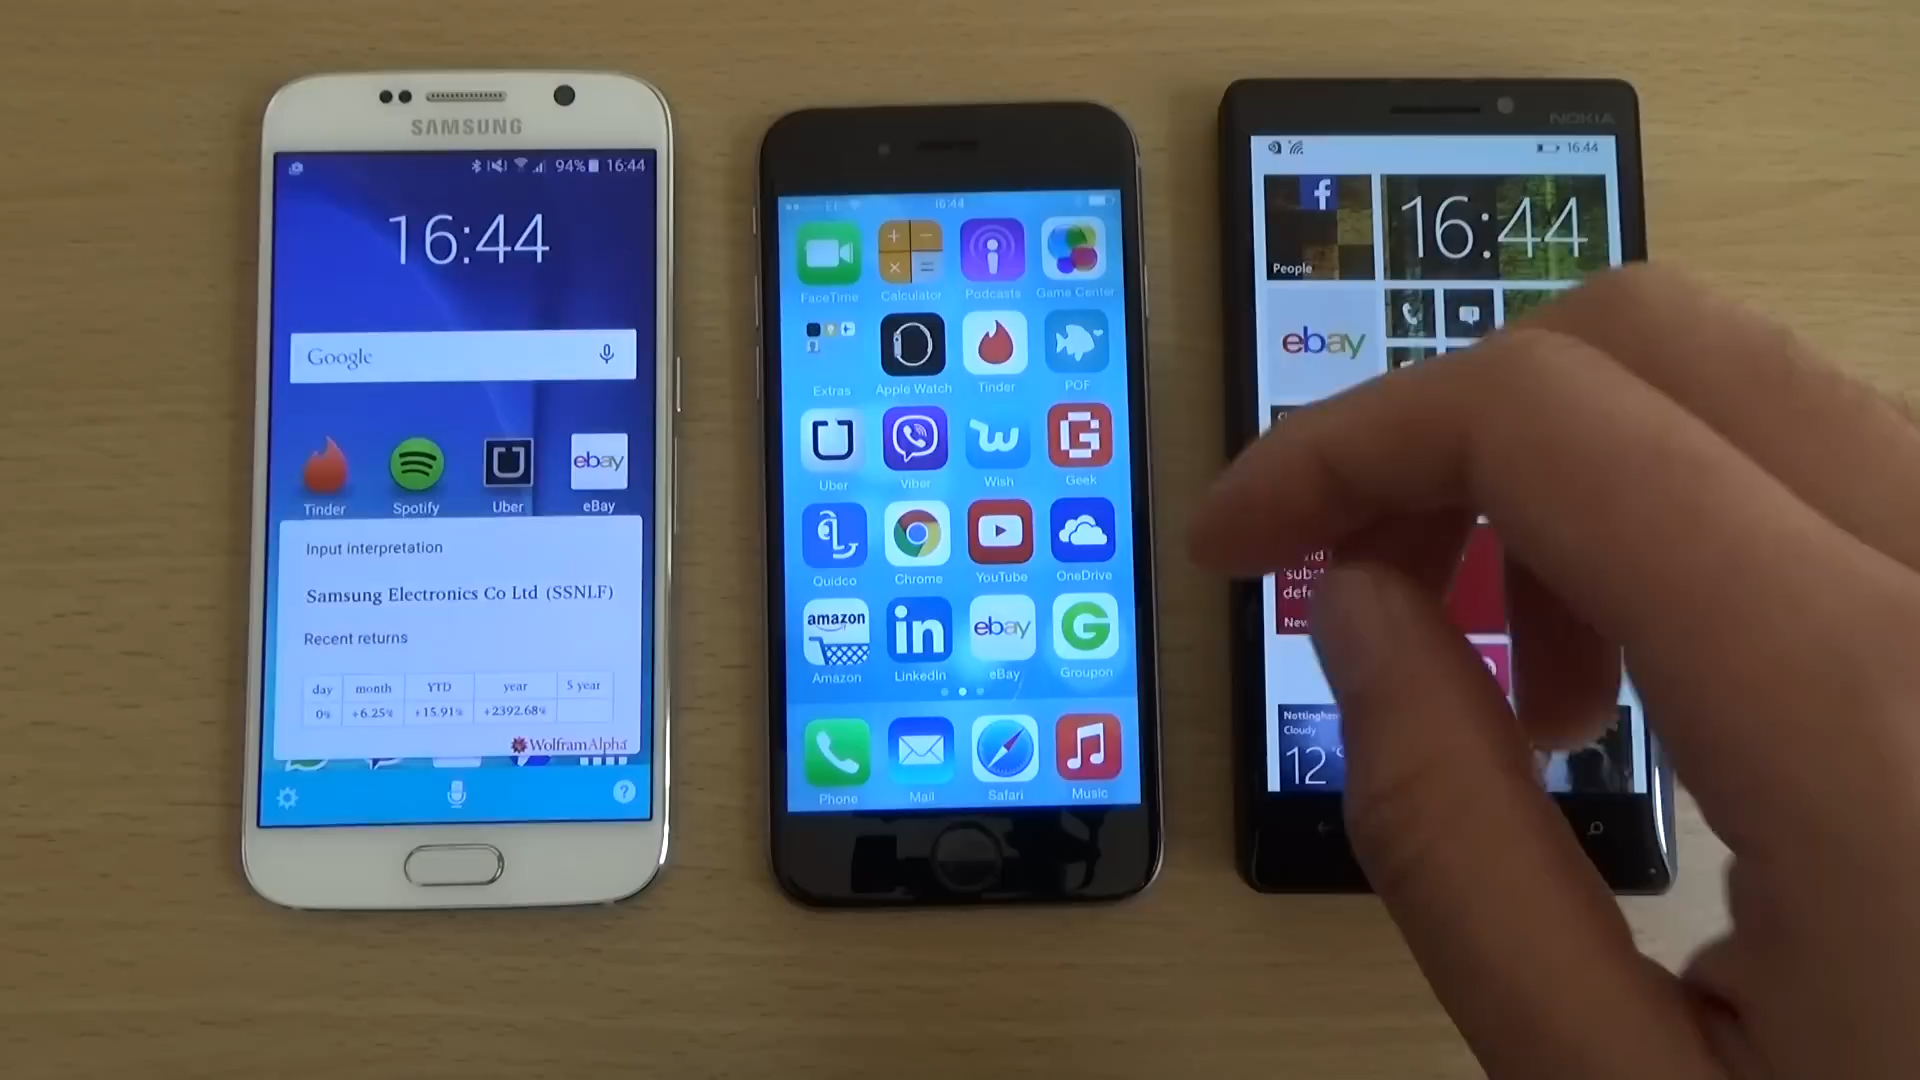 SAMSUNG
94% 16:44
16:44
Google
Tinder Spotify Uber eBay
ebay
Input interpretation
Samsung Electronics Co Ltd (SSNLF)
Recent returns
day month YTD year 5 year
0% +6.25% +15.91% +2392.68%
WolframAlpha
?
16:44
FaceTime Calculator Podcasts Game Center
Extras Apple Watch Tinder POF
Uber Viber Wish Geek
Quidco Chrome YouTube OneDrive
amazon in ebay
Amazon LinkedIn eBay Groupon
Phone Mail Safari Music
NOKIA
16:44
f
16:44
People
ebay
'subst
defe
New
Nottingham
Cloudy
12°